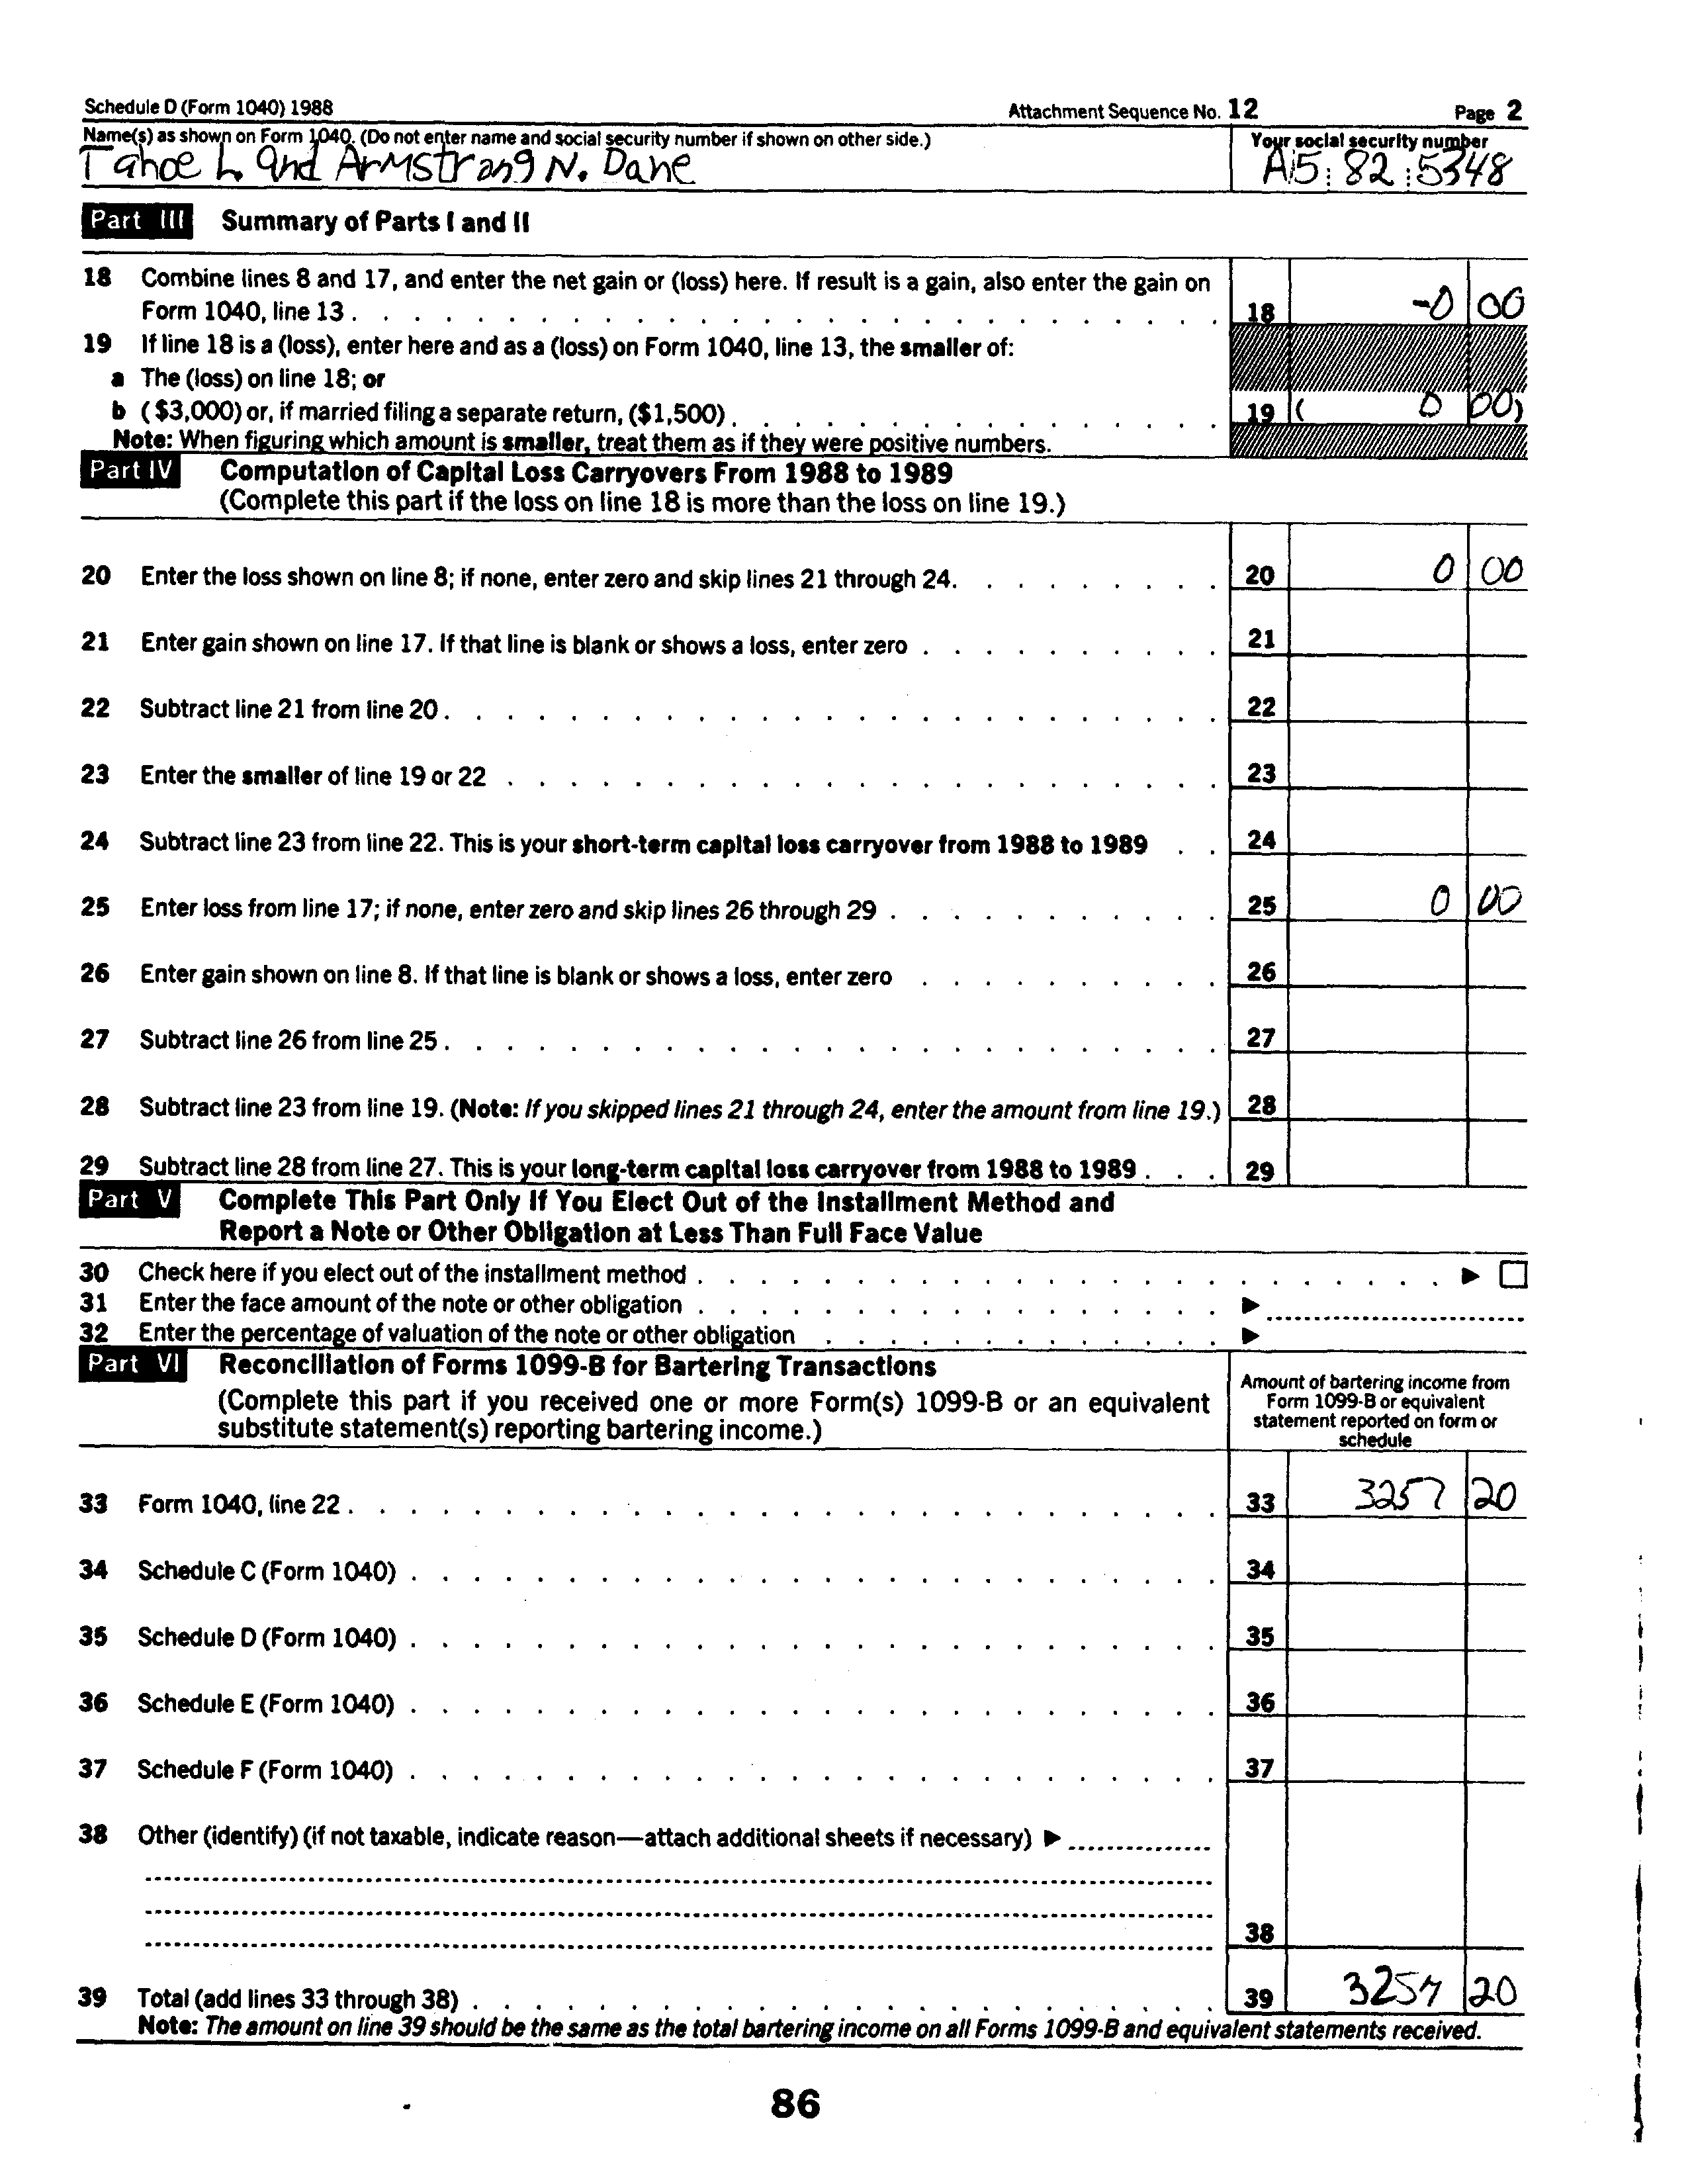 Schedule D (Form 1040) 1988 Attachment Sequence No. 12 Page 2
Name(s) as shown on Form 1040. (Do not enter name and social security number if shown on other side.) Your social security number
Tahoe L. and Armstrang N. Dane A15:82:5348
Part III Summary of Parts I and II
18 Combine lines 8 and 17, and enter the net gain or (loss) here. If result is a gain, also enter the gain on
Form 1040, line 13 . . . . . . . . . . . . . . . . . . . . . . . . . . . . 18 -0 00
19 If line 18 is a (loss), enter here and as a (loss) on Form 1040, line 13, the smaller of:
a The (loss) on line 18; or
b ($3,000) or, if married filing a separate return, ($1,500) . . . . . . . . . . . . . . . . 19 ( 0 00)
Note: When figuring which amount is smaller, treat them as if they were positive numbers.
Part IV Computation of Capital Loss Carryovers From 1988 to 1989
(Complete this part if the loss on line 18 is more than the loss on line 19.)
20 Enter the loss shown on line 8; if none, enter zero and skip lines 21 through 24. . . . . . . . . 20 0 00
21 Enter gain shown on line 17. If that line is blank or shows a loss, enter zero . . . . . . . . . . 21
22 Subtract line 21 from line 20 . . . . . . . . . . . . . . . . . . . . . . . . . 22
23 Enter the smaller of line 19 or 22 . . . . . . . . . . . . . . . . . . . . . . . 23
24 Subtract line 23 from line 22. This is your short-term capital loss carryover from 1988 to 1989 . . 24
25 Enter loss from line 17; if none, enter zero and skip lines 26 through 29 . . . . . . . . . . . 25 0 00
26 Enter gain shown on line 8. If that line is blank or shows a loss, enter zero . . . . . . . . . . 26
27 Subtract line 26 from line 25 . . . . . . . . . . . . . . . . . . . . . . . . . 27
28 Subtract line 23 from line 19. (Note: If you skipped lines 21 through 24, enter the amount from line 19.) 28
29 Subtract line 28 from line 27. This is your long-term capital loss carryover from 1988 to 1989 . . . 29
Part V Complete This Part Only If You Elect Out of the Installment Method and
Report a Note or Other Obligation at Less Than Full Face Value
30 Check here if you elect out of the installment method . . . . . . . . . . . . . . . . . . . . . . . . ▶ ☐
31 Enter the face amount of the note or other obligation . . . . . . . . . . . . . . . . . ▶
32 Enter the percentage of valuation of the note or other obligation . . . . . . . . . . . . . ▶
Part VI Reconciliation of Forms 1099-B for Bartering Transactions
(Complete this part if you received one or more Form(s) 1099-B or an equivalent
substitute statement(s) reporting bartering income.)
Amount of bartering income from
Form 1099-B or equivalent
statement reported on form or
schedule
33 Form 1040, line 22 . . . . . . . . . . . . . . . . . . . . . . . . . . . . 33 3257 20
34 Schedule C (Form 1040) . . . . . . . . . . . . . . . . . . . . . . . . . . 34
35 Schedule D (Form 1040) . . . . . . . . . . . . . . . . . . . . . . . . . . 35
36 Schedule E (Form 1040) . . . . . . . . . . . . . . . . . . . . . . . . . . 36
37 Schedule F (Form 1040) . . . . . . . . . . . . . . . . . . . . . . . . . . 37
38 Other (identify) (if not taxable, indicate reason—attach additional sheets if necessary) ▶
38
39 Total (add lines 33 through 38) . . . . . . . . . . . . . . . . . . . . . . . . 39 3257 20
Note: The amount on line 39 should be the same as the total bartering income on all Forms 1099-B and equivalent statements received.
86